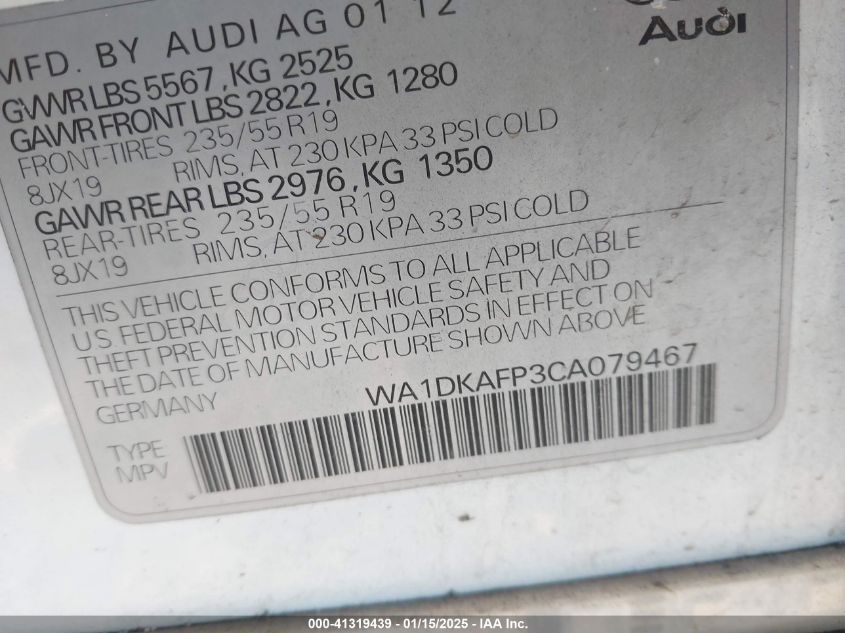 MFD. BY AUDI AG 01 12
Audi
GVWR LBS 5567, KG 2525
GAWR FRONT LBS 2822, KG 1280
FRONT-TIRES 235/55 R19
8JX19 RIMS, AT 230 KPA 33 PSI COLD
GAWR REAR LBS 2976, KG 1350
REAR-TIRES 235/55 R19
8JX19 RIMS, AT 230 KPA 33 PSI COLD
THIS VEHICLE CONFORMS TO ALL APPLICABLE
U.S. FEDERAL MOTOR VEHICLE SAFETY AND
THEFT PREVENTION STANDARDS IN EFFECT ON
THE DATE OF MANUFACTURE SHOWN ABOVE
GERMANY WA1DKAFP3CA079467
TYPE
MPV
000-41319439 - 01/15/2025 - IAA Inc.